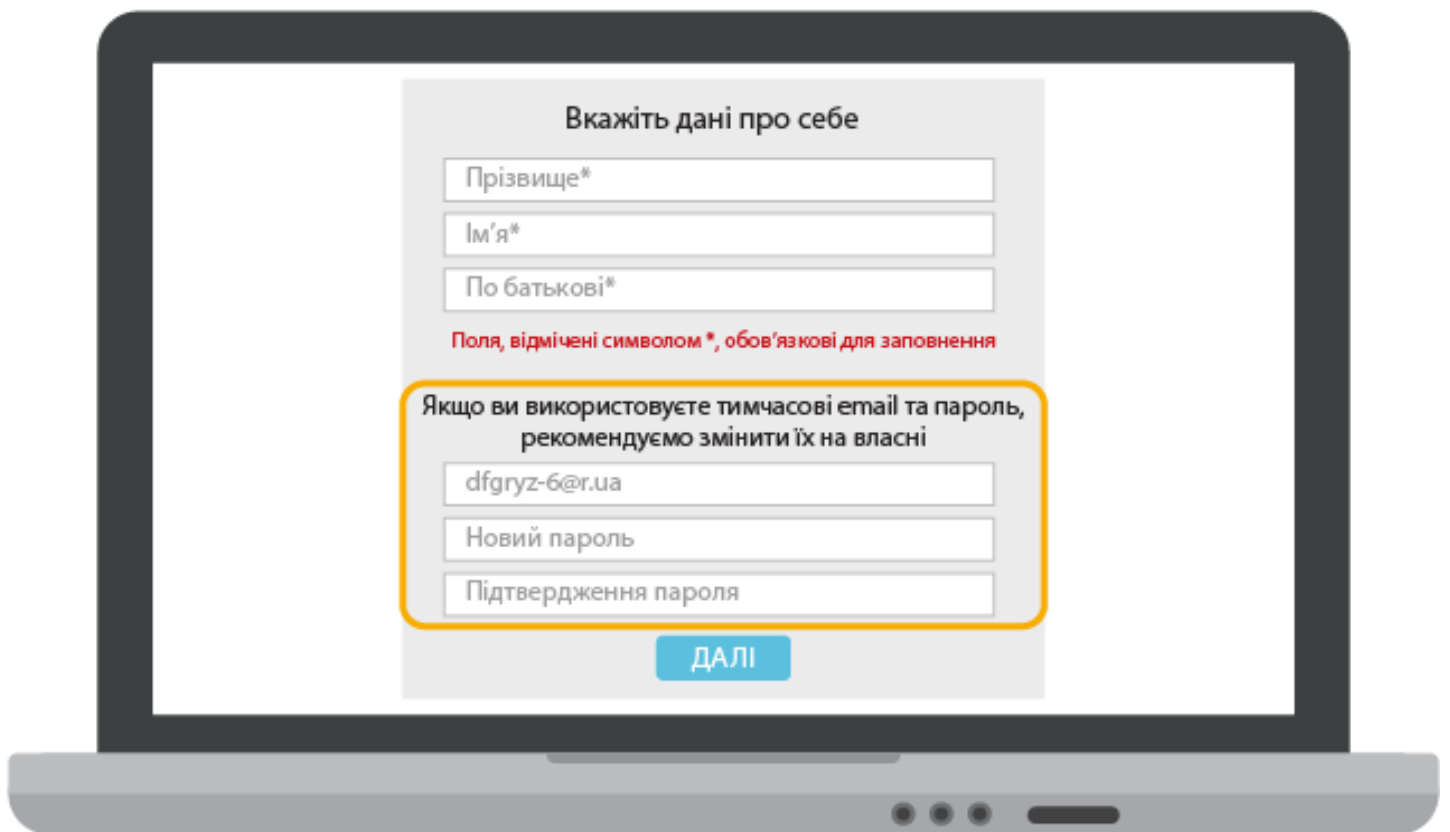 Вкажіть дані про себе
Прізвище*
Ім’я*
По батькові*
Поля, відмічені символом *, обов’язкові для заповнення
Якщо ви використовуєте тимчасові email та пароль,
рекомендуємо змінити їх на власні
dfgryz-6@r.ua
Новий пароль
Підтвердження пароля
ДАЛІ